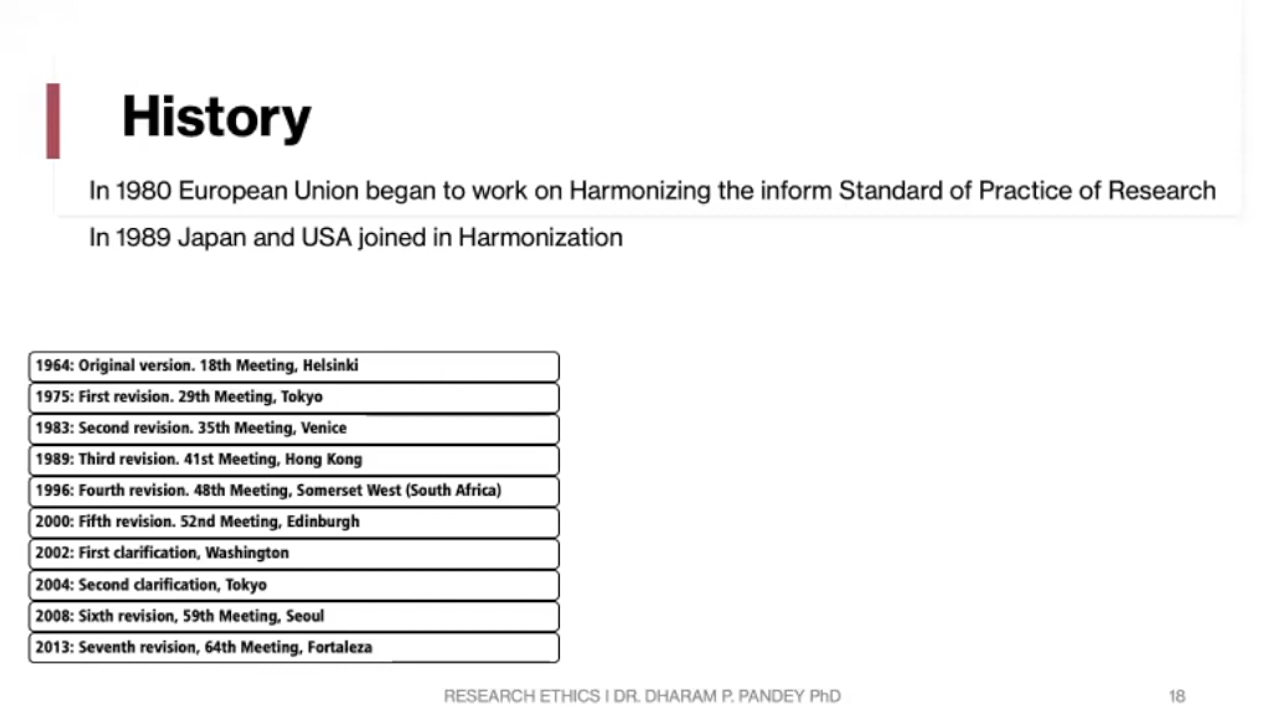 History
In 1980 European Union began to work on Harmonizing the inform Standard of Practice of Research
In 1989 Japan and USA joined in Harmonization
1964: Original version. 18th Meeting, Helsinki
1975: First revision. 29th Meeting, Tokyo
1983: Second revision. 35th Meeting, Venice
1989: Third revision. 41st Meeting, Hong Kong
1996: Fourth revision. 48th Meeting, Somerset West (South Africa)
2000: Fifth revision. 52nd Meeting, Edinburgh
2002: First clarification, Washington
2004: Second clarification, Tokyo
2008: Sixth revision, 59th Meeting, Seoul
2013: Seventh revision, 64th Meeting, Fortaleza
RESEARCH ETHICS I DR. DHARAM P. PANDEY PhD
18